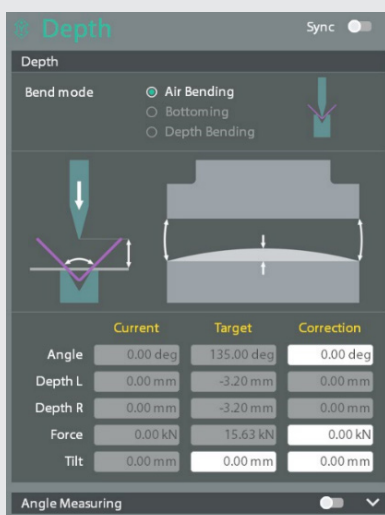 Depth
Sync
Depth
Bend mode
Air Bending
Bottoming
Depth Bending
Current Target Correction
Angle 0.00 deg 135.00 deg 0.00 deg
Depth L 0.00 mm -3.20 mm 0.00 mm
Depth R 0.00 mm -3.20 mm 0.00 mm
Force 0.00 kN 15.63 kN 0.00 kN
Tilt 0.00 mm 0.00 mm 0.00 mm
Angle Measuring